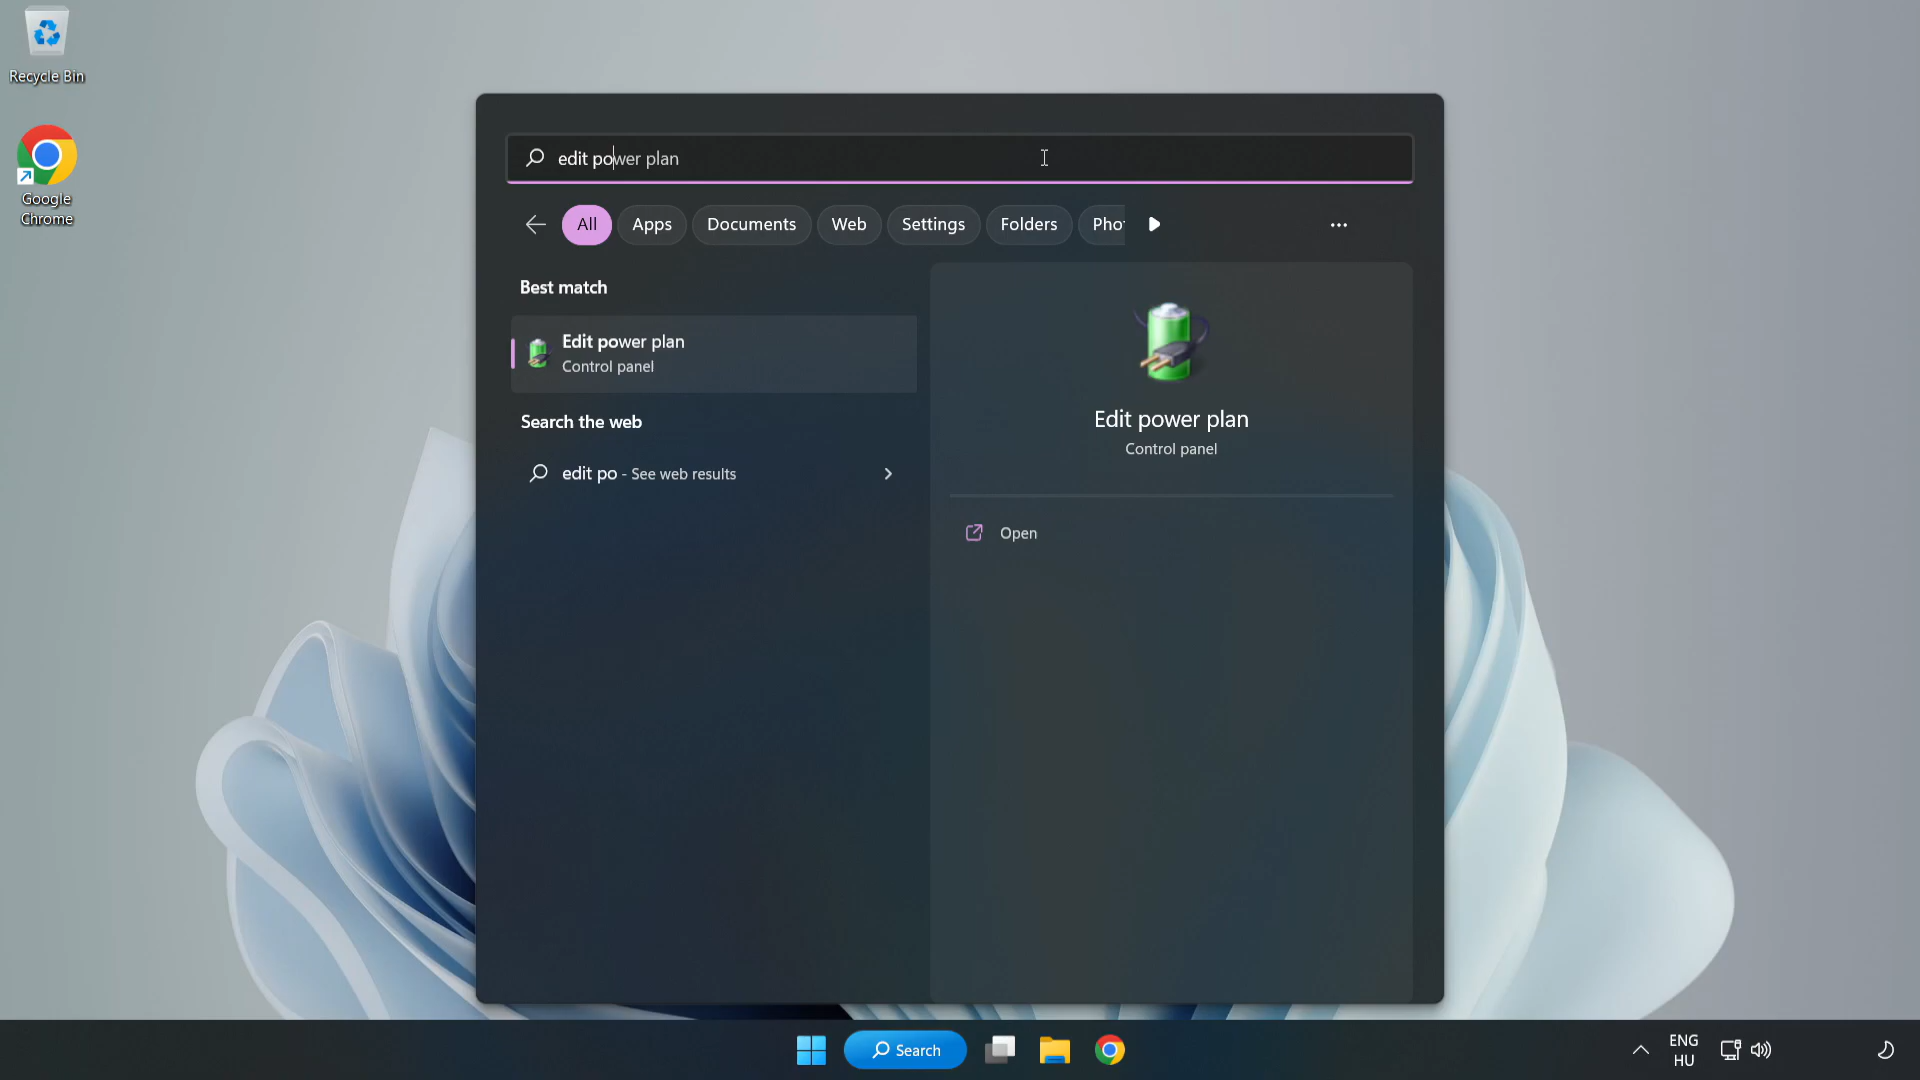 Recycle Bin
Google
Chrome
edit power plan
All
Apps
Documents
Web
Settings
Folders
Pho
Best match
Edit power plan
Control panel
Search the web
edit po - See web results
Edit power plan
Control panel
Open
Search
ENG
HU